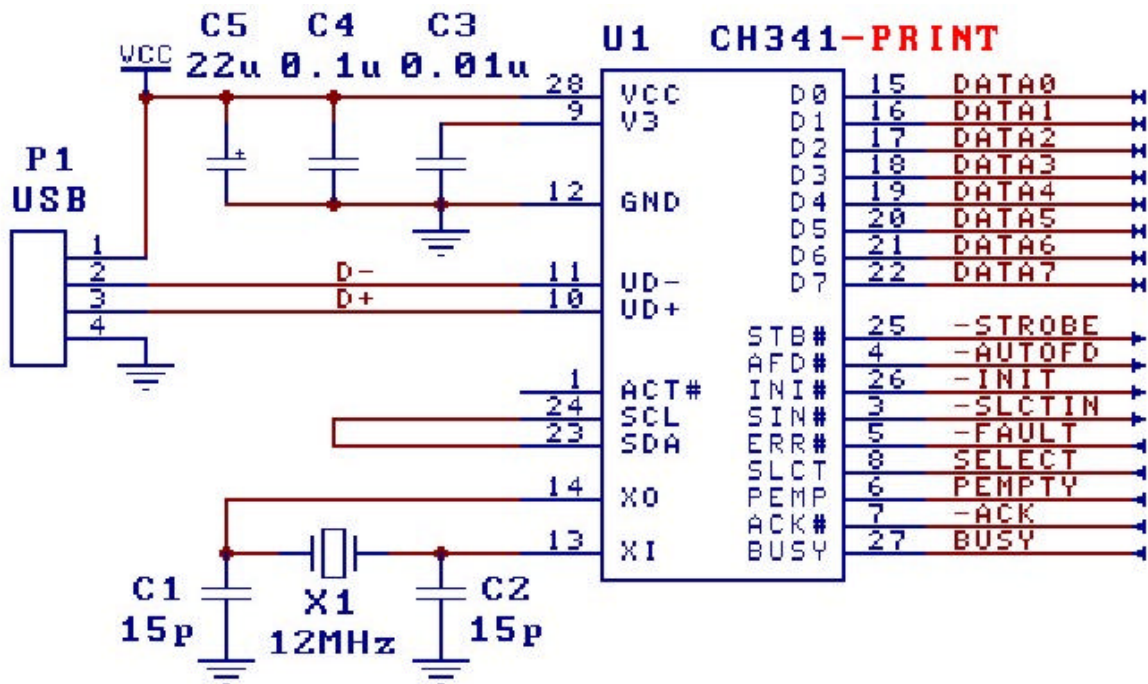 C5 C4 C3
VCC 22u 0.1u 0.01u
U1 CH341-PRINT
28 VCC D0 15 DATA0
9 V3 D1 16 DATA1
D2 17 DATA2
P1 D3 18 DATA3
USB 12 GND D4 19 DATA4
D5 20 DATA5
1 D6 21 DATA6
2 D- 11 UD- D7 22 DATA7
3 D+ 10 UD+
4 STB# 25 -STROBE
AFD# 4 -AUTOFD
1 ACT# INI# 26 -INIT
24 SCL SIN# 3 -SLCTIN
23 SDA ERR# 5 -FAULT
SLCT 8 SELECT
14 XO PEMP 6 PEMPTY
ACK# 7 -ACK
13 XI BUSY 27 BUSY
C1 X1 C2
15p 12MHz 15p